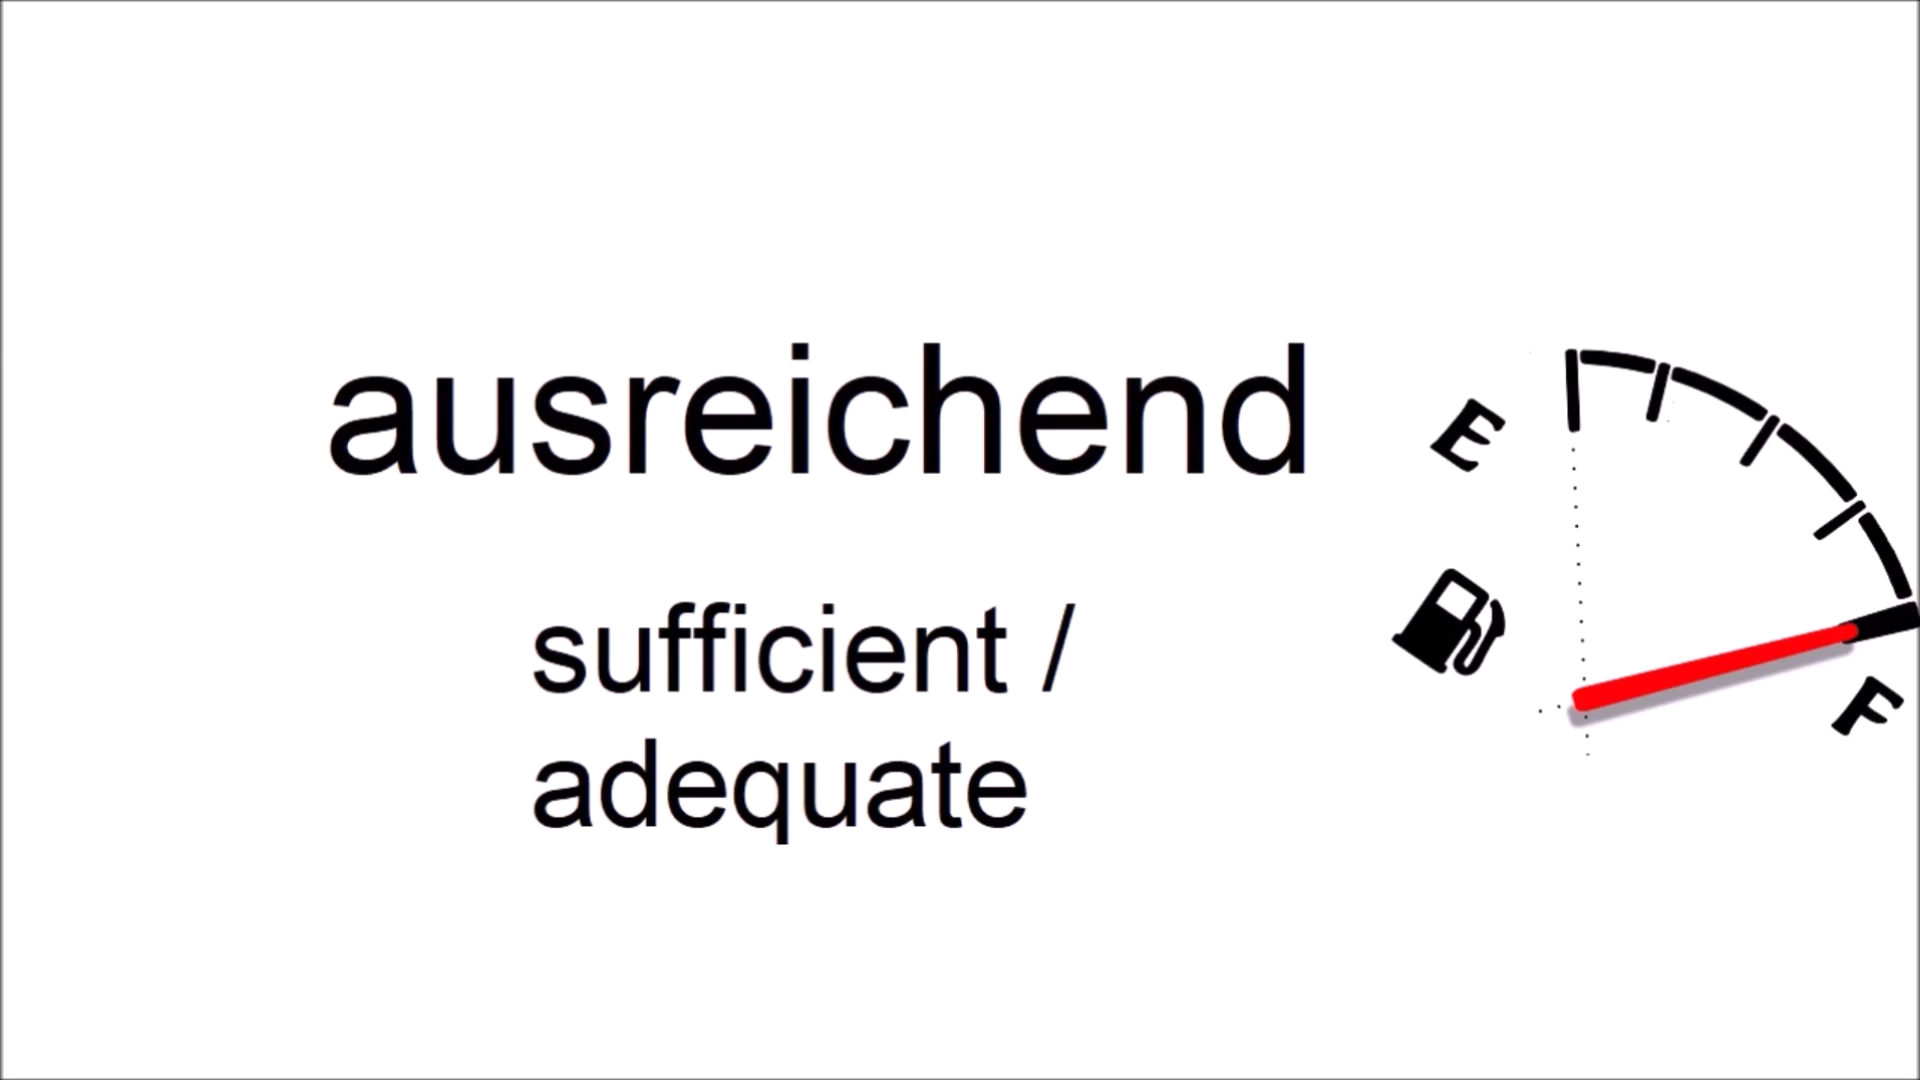 ausreichend
sufficient /
adequate
E
F